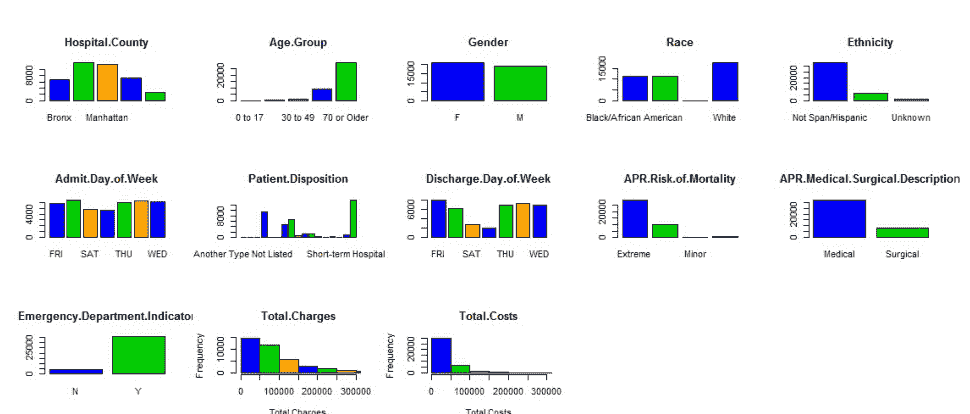 Hospital.County
Age.Group
Gender
Race
Ethnicity
0 8000
0 20000
0 15000
0 15000
0 20000
Bronx Manhattan
0 to 17 30 to 49 70 or Older
F M
Black/African American White
Not Span/Hispanic Unknown
Admit.Day.of.Week
Patient.Disposition
Discharge.Day.of.Week
APR.Risk.of.Mortality
APR.Medical.Surgical.Description
0 4000
0 8000
0 6000
0 20000
0 20000
FRI SAT THU WED
Another Type Not Listed Short-term Hospital
FRI SAT THU WED
Extreme Minor
Medical Surgical
Emergency.Department.Indicator
Total.Charges
Total.Costs
0 25000
Frequency
0 10000
Frequency
0 20000
N Y
0 100000 200000 300000
0 100000 200000 300000
Total.Charges
Total.Costs